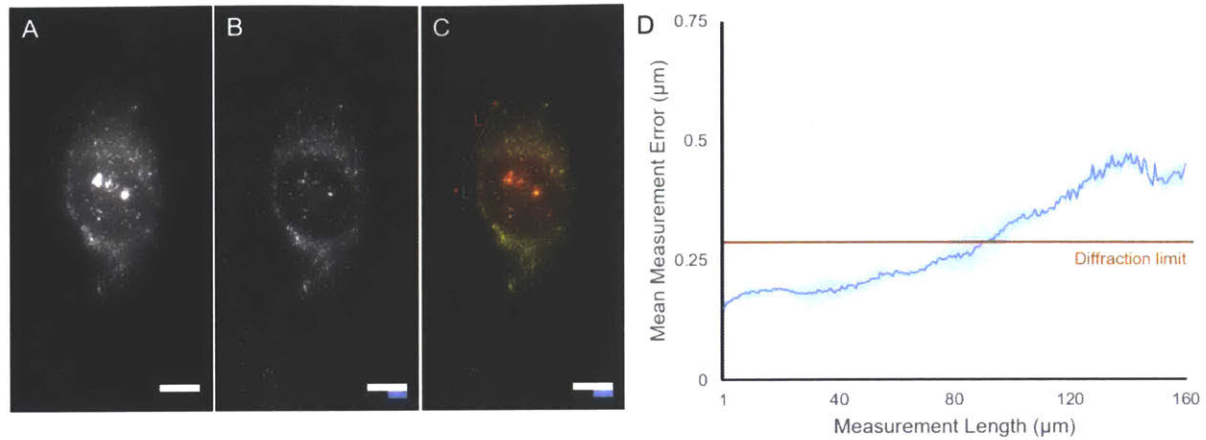 A
B
C
D
Mean Measurement Error (μm)
0.75
0.5
0.25
0
Diffraction limit
1 40 80 120 160
Measurement Length (μm)